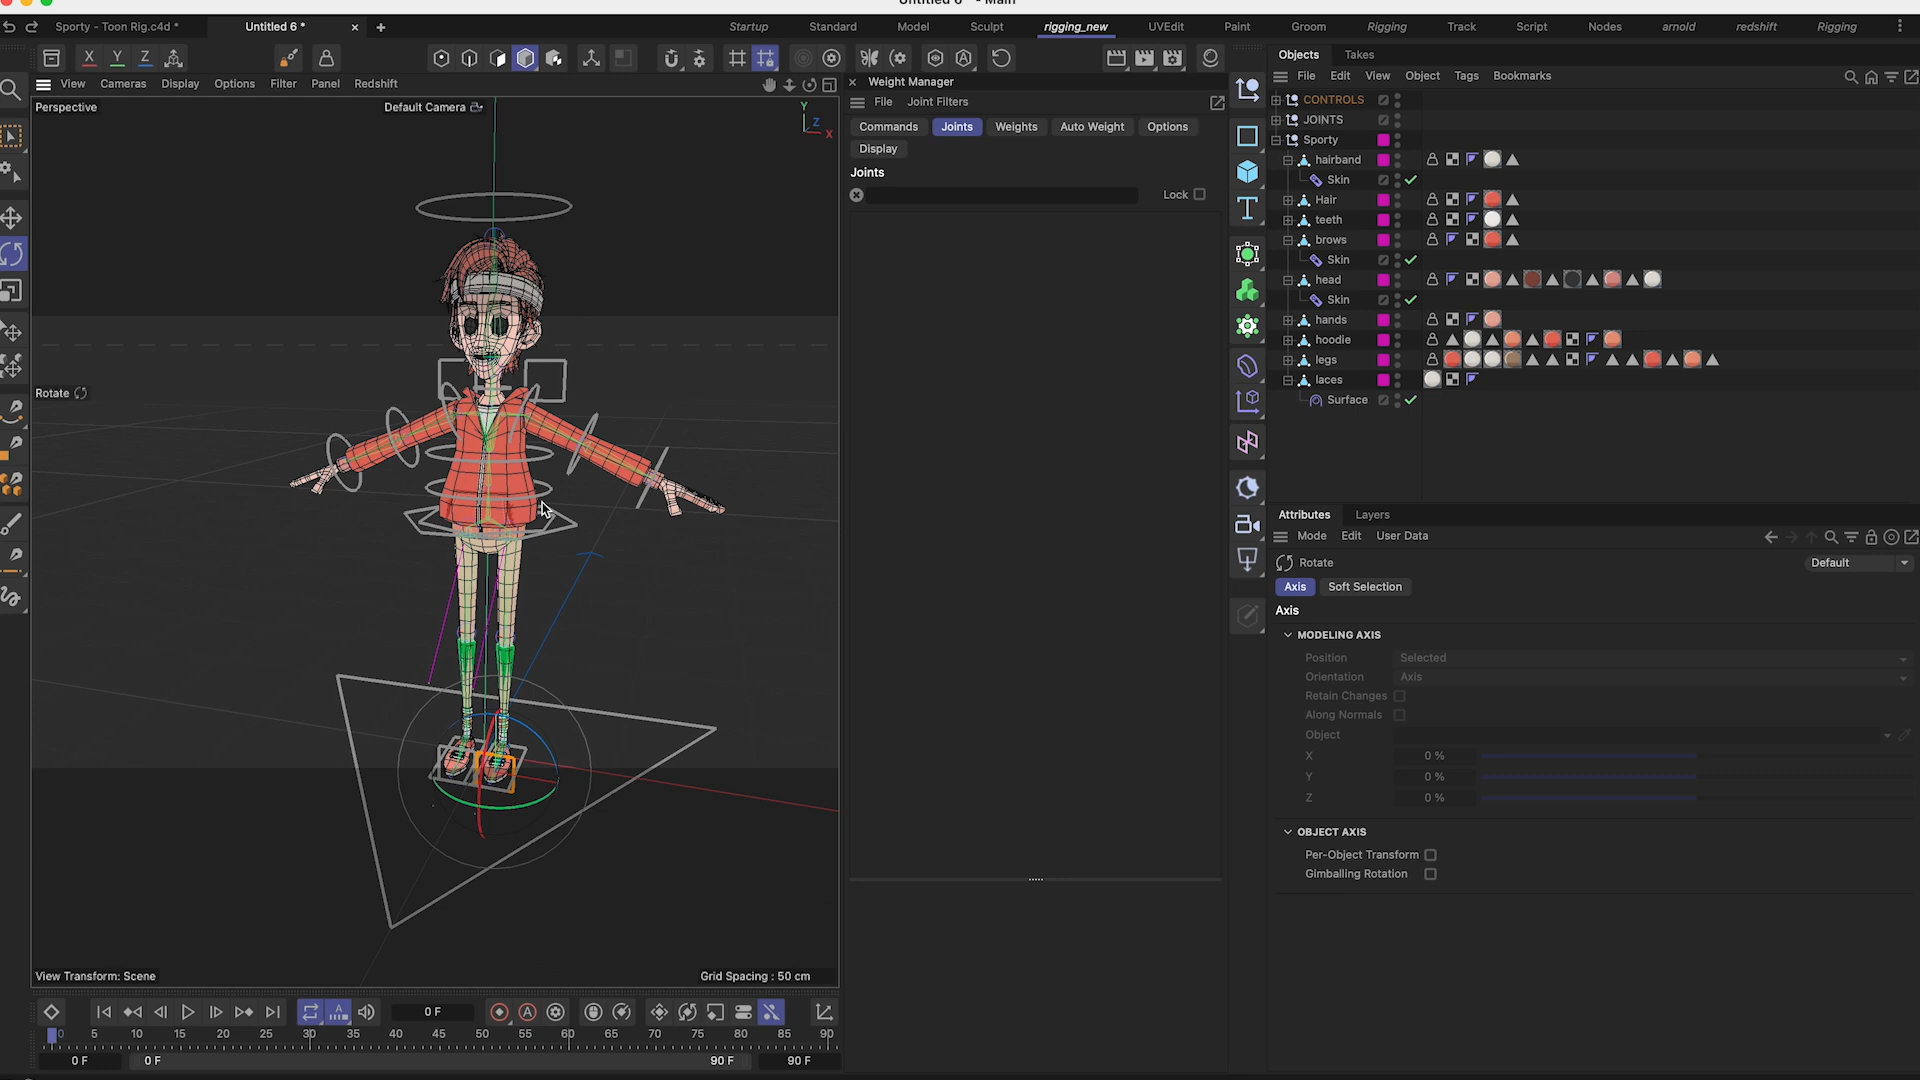 Untitled 6 * - Main
Sporty - Toon Rig.c4d *
Untitled 6 *
Startup
Standard
Model
Sculpt
rigging_new
UVEdit
Paint
Groom
Rigging
Track
Script
Nodes
arnold
redshift
Rigging
X
Y
Z
Objects
Takes
View
Cameras
Display
Options
Filter
Panel
Redshift
Weight Manager
File
Edit
View
Object
Tags
Bookmarks
Perspective
Default Camera
Y
Z
X
File
Joint Filters
Commands
Joints
Weights
Auto Weight
Options
Display
Joints
Lock
CONTROLS
JOINTS
Sporty
hairband
Skin
Hair
teeth
brows
Skin
head
Skin
hands
hoodie
legs
laces
Surface
Rotate
Attributes
Layers
Mode
Edit
User Data
Rotate
Default
Axis
Soft Selection
Axis
MODELING AXIS
Position
Selected
Orientation
Axis
Retain Changes
Along Normals
Object
X
0 %
Y
0 %
Z
0 %
OBJECT AXIS
Per-Object Transform
Gimballing Rotation
View Transform: Scene
Grid Spacing : 50 cm
0 F
0 5 10 15 20 25 30 35 40 45 50 55 60 65 70 75 80 85 90
0 F
0 F
90 F
90 F